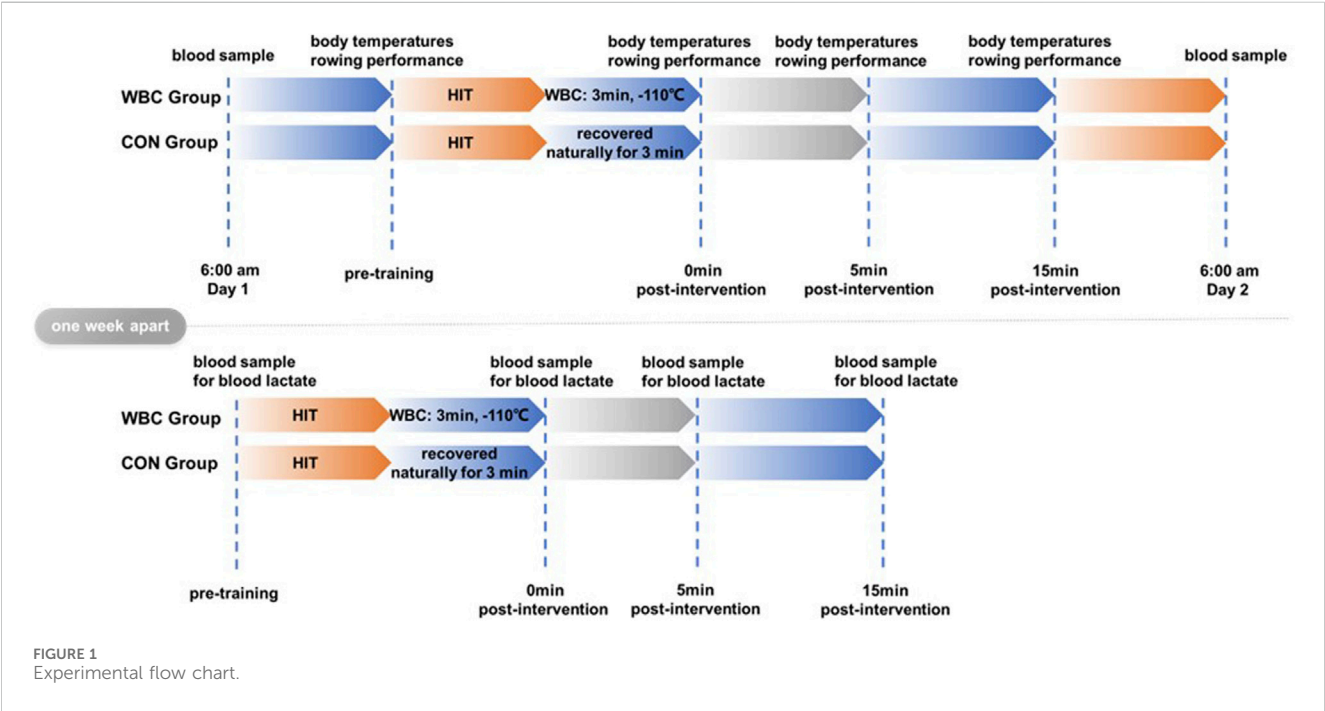 blood sample
body temperatures
rowing performance
body temperatures
rowing performance
body temperatures
rowing performance
body temperatures
rowing performance
blood sample
WBC Group
HIT
WBC: 3min, -110℃
CON Group
HIT
recovered
naturally for 3 min
6:00 am
Day 1
pre-training
0min
post-intervention
5min
post-intervention
15min
post-intervention
6:00 am
Day 2
one week apart
blood sample
for blood lactate
blood sample
for blood lactate
blood sample
for blood lactate
blood sample
for blood lactate
WBC Group
HIT
WBC: 3min, -110℃
CON Group
HIT
recovered
naturally for 3 min
pre-training
0min
post-intervention
5min
post-intervention
15min
post-intervention
FIGURE 1
Experimental flow chart.